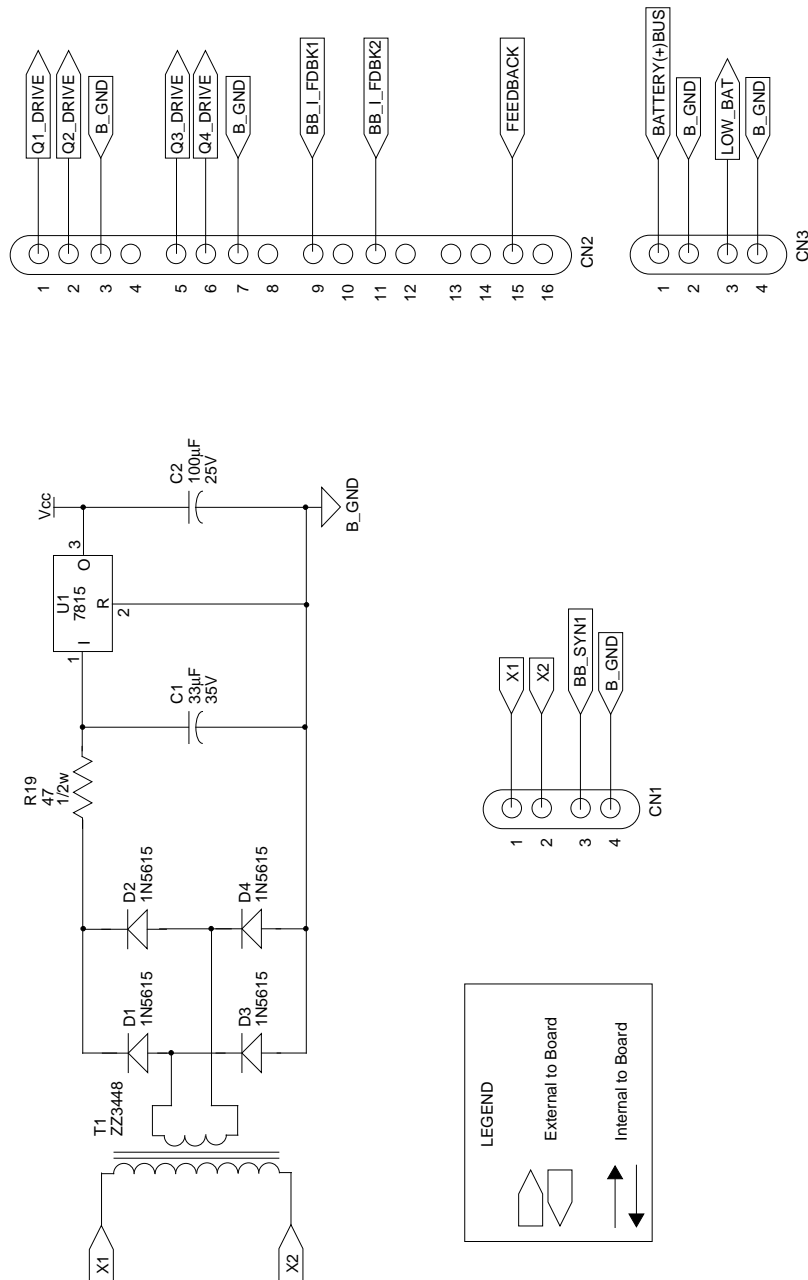 X1
X2
T1
ZZ3448
D1
1N5615
D2
1N5615
D3
1N5615
D4
1N5615
R19
47
1/2w
C1
33µF
35V
U1
7815
I
O
R
1
3
2
Vcc
C2
100µF
25V
B_GND
LEGEND
External to Board
Internal to Board
1
X1
2
X2
3
BB_SYN1
4
B_GND
CN1
1
Q1_DRIVE
2
Q2_DRIVE
3
B_GND
4
5
Q3_DRIVE
6
Q4_DRIVE
7
B_GND
8
9
BB_I_FDBK1
10
11
BB_I_FDBK2
12
13
14
15
FEEDBACK
16
CN2
1
BATTERY(+)BUS
2
B_GND
3
LOW_BAT
4
B_GND
CN3